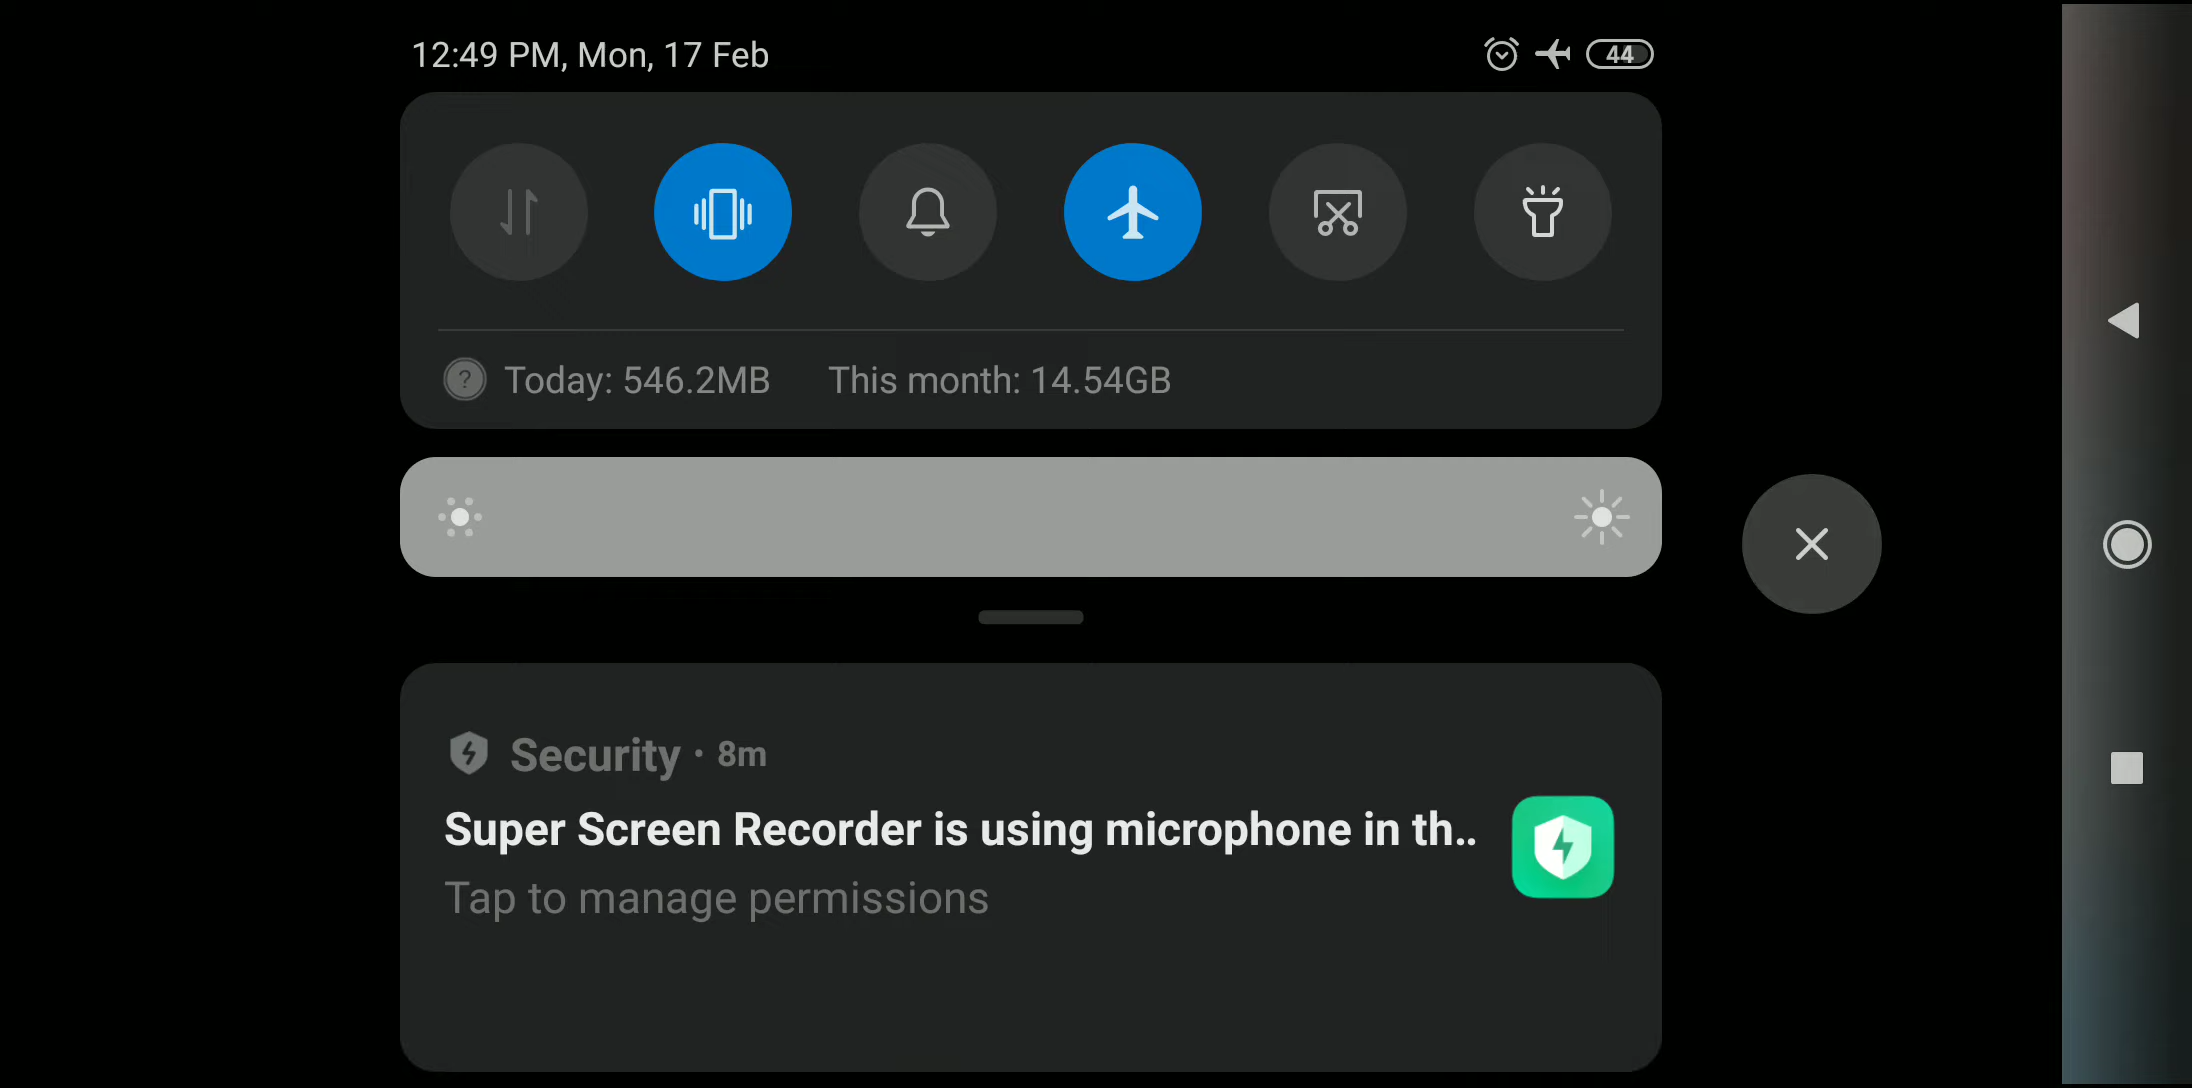 12:49 PM, Mon, 17 Feb
44
? Today: 546.2MB This month: 14.54GB
Security · 8m
Super Screen Recorder is using microphone in th..
Tap to manage permissions